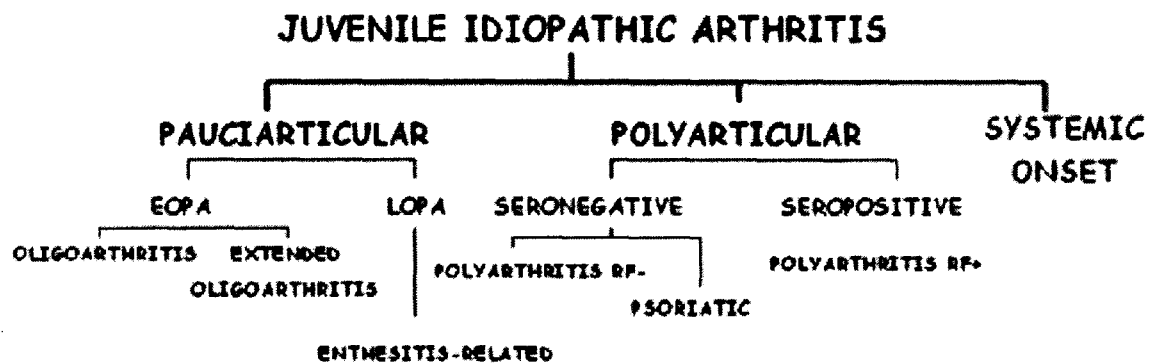 JUVENILE IDIOPATHIC ARTHRITIS
PAUCIARTICULAR
POLYARTICULAR
SYSTEMIC
ONSET
EOPA
LOPA
SERONEGATIVE
SEROPOSITIVE
OLIGOARTHRITIS
EXTENDED
OLIGOARTHRITIS
POLYARTHRITIS RF-
POLYARTHRITIS RF+
PSORIATIC
ENTHESITIS-RELATED